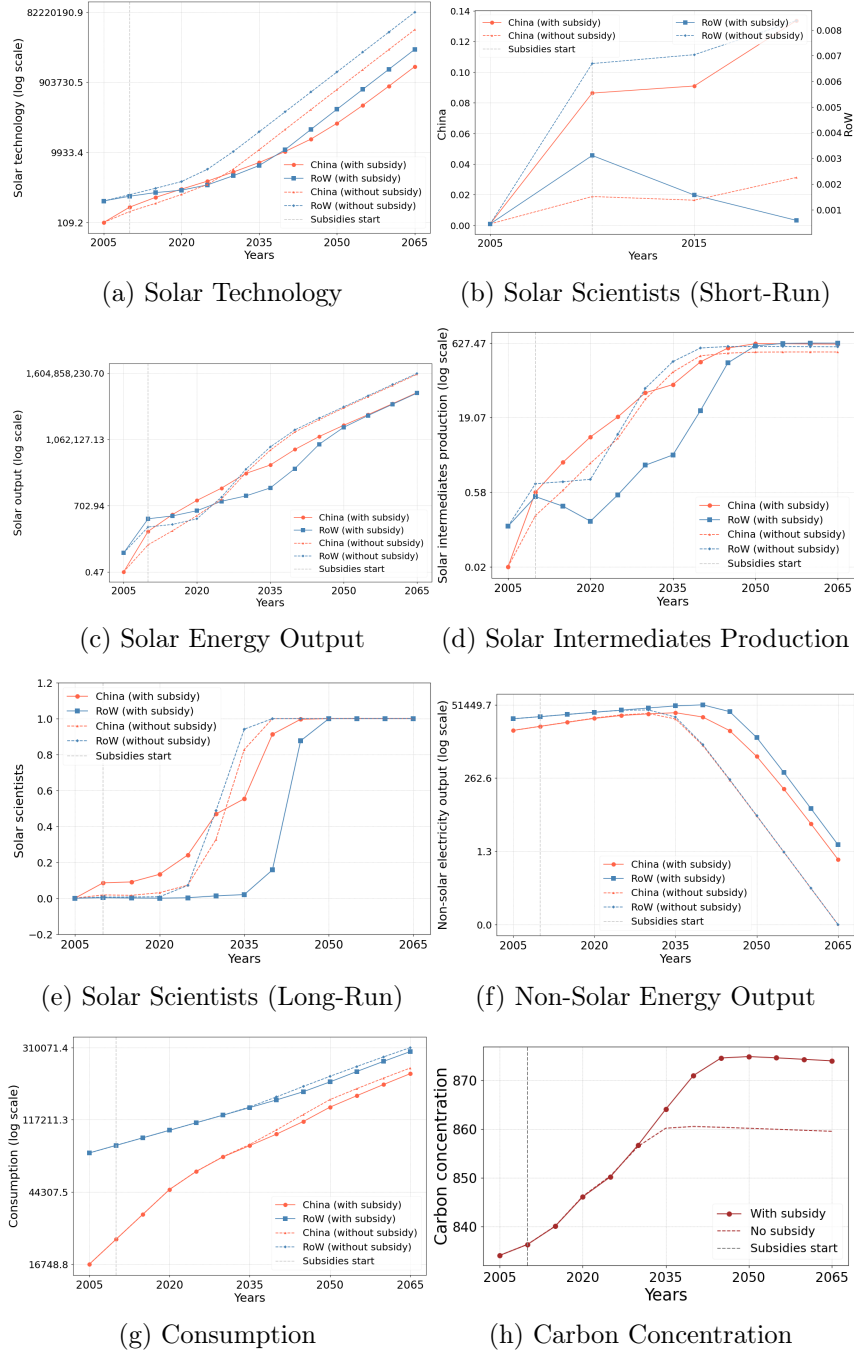 82220190.9
903730.5
9933.4
109.2
Solar technology (log scale)
2005
2020
2035
2050
2065
Years
China (with subsidy)
RoW (with subsidy)
China (without subsidy)
RoW (without subsidy)
Subsidies start
(a) Solar Technology
0.14
0.12
0.10
0.08
0.06
0.04
0.02
0.00
China
0.008
0.007
0.006
0.005
0.004
0.003
0.002
0.001
RoW
2005
2015
Years
China (with subsidy)
China (without subsidy)
Subsidies start
RoW (with subsidy)
RoW (without subsidy)
(b) Solar Scientists (Short-Run)
1,604,858,230.70
1,062,127.13
702.94
0.47
Solar output (log scale)
2005
2020
2035
2050
2065
Years
China (with subsidy)
RoW (with subsidy)
China (without subsidy)
RoW (without subsidy)
Subsidies start
(c) Solar Energy Output
627.47
19.07
0.58
0.02
Solar intermediates production (log scale)
2005
2020
2035
2050
2065
Years
China (with subsidy)
RoW (with subsidy)
China (without subsidy)
RoW (without subsidy)
Subsidies start
(d) Solar Intermediates Production
1.2
1.0
0.8
0.6
0.4
0.2
0.0
−0.2
Solar scientists
2005
2020
2035
2050
2065
Years
China (with subsidy)
RoW (with subsidy)
China (without subsidy)
RoW (without subsidy)
Subsidies start
(e) Solar Scientists (Long-Run)
51449.7
262.6
1.3
0.0
Non-solar electricity output (log scale)
2005
2020
2035
2050
2065
Years
China (with subsidy)
RoW (with subsidy)
China (without subsidy)
RoW (without subsidy)
Subsidies start
(f) Non-Solar Energy Output
310071.4
117211.3
44307.5
16748.8
Consumption (log scale)
2005
2020
2035
2050
2065
Years
China (with subsidy)
RoW (with subsidy)
China (without subsidy)
RoW (without subsidy)
Subsidies start
(g) Consumption
870
860
850
840
Carbon concentration
2005
2020
2035
2050
2065
Years
With subsidy
No subsidy
Subsidies start
(h) Carbon Concentration